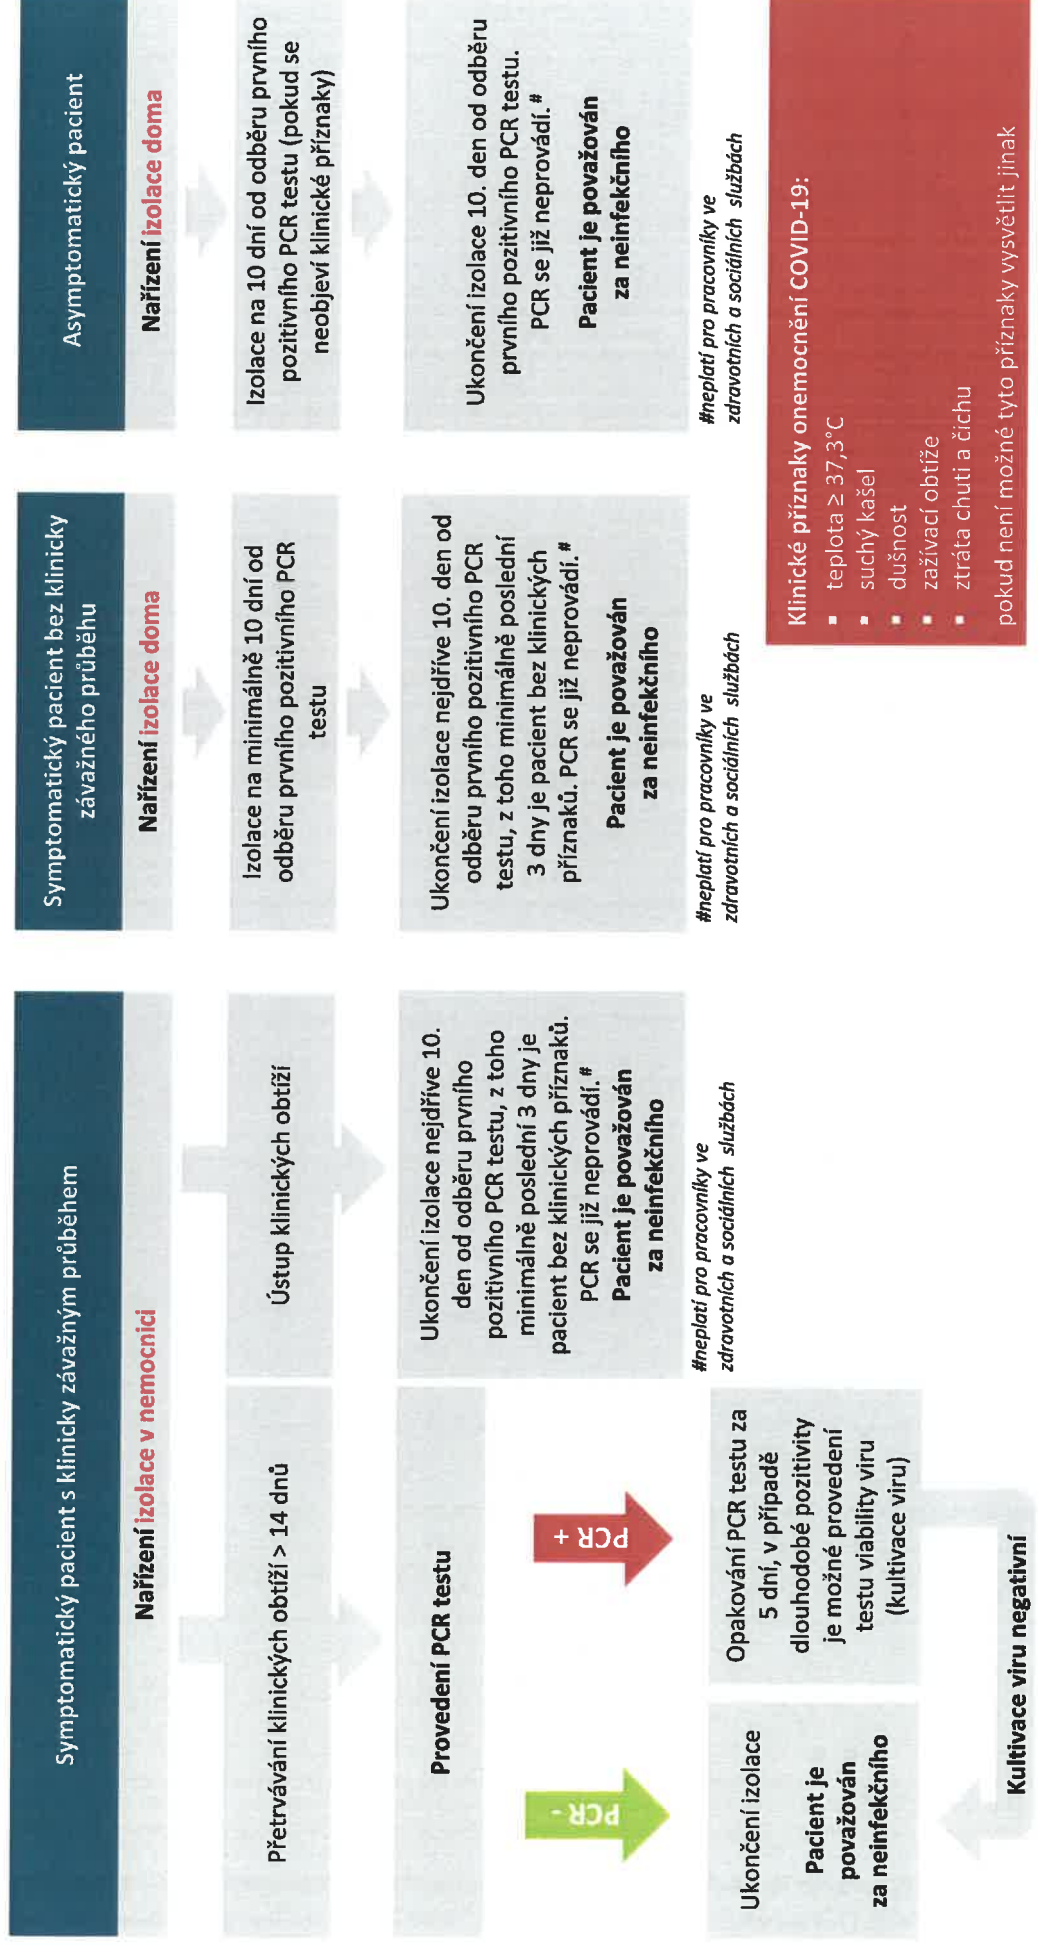 Symptomatický pacient s klinicky závažným průběhem
Nařízení izolace v nemocnici
Přetrvávání klinických obtíží > 14 dnů
Provedení PCR testu
PCR -
PCR +
Ukončení izolace
Pacient je
považován
za neinfekčního
Opakování PCR testu za
5 dní, v případě
dlouhodobé pozitivity
je možné provedení
testu viability viru
(kultivace viru)
Kultivace viru negativní
Ústup klinických obtíží
Ukončení izolace nejdříve 10.
den od odběru prvního
pozitivního PCR testu, z toho
minimálně poslední 3 dny je
pacient bez klinických příznaků.
PCR se již neprovádí.#
Pacient je považován
za neinfekčního
#neplatí pro pracovníky ve
zdravotních a sociálních službách
Symptomatický pacient bez klinicky
závažného průběhu
Nařízení izolace doma
Izolace na minimálně 10 dní od
odběru prvního pozitivního PCR
testu
Ukončení izolace nejdříve 10. den od
odběru prvního pozitivního PCR
testu, z toho minimálně poslední
3 dny je pacient bez klinických
příznaků. PCR se již neprovádí.#
Pacient je považován
za neinfekčního
#neplatí pro pracovníky ve
zdravotních a sociálních službách
Asymptomatický pacient
Nařízení izolace doma
Izolace na 10 dní od odběru prvního
pozitivního PCR testu (pokud se
neobjeví klinické příznaky)
Ukončení izolace 10. den od odběru
prvního pozitivního PCR testu.
PCR se již neprovádí.#
Pacient je považován
za neinfekčního
#neplatí pro pracovníky ve
zdravotních a sociálních službách
Klinické příznaky onemocnění COVID-19:
▪ teplota ≥ 37,3°C
▪ suchý kašel
▪ dušnost
▪ zažívací obtíže
▪ ztráta chuti a čichu
pokud není možné tyto příznaky vysvětlit jinak